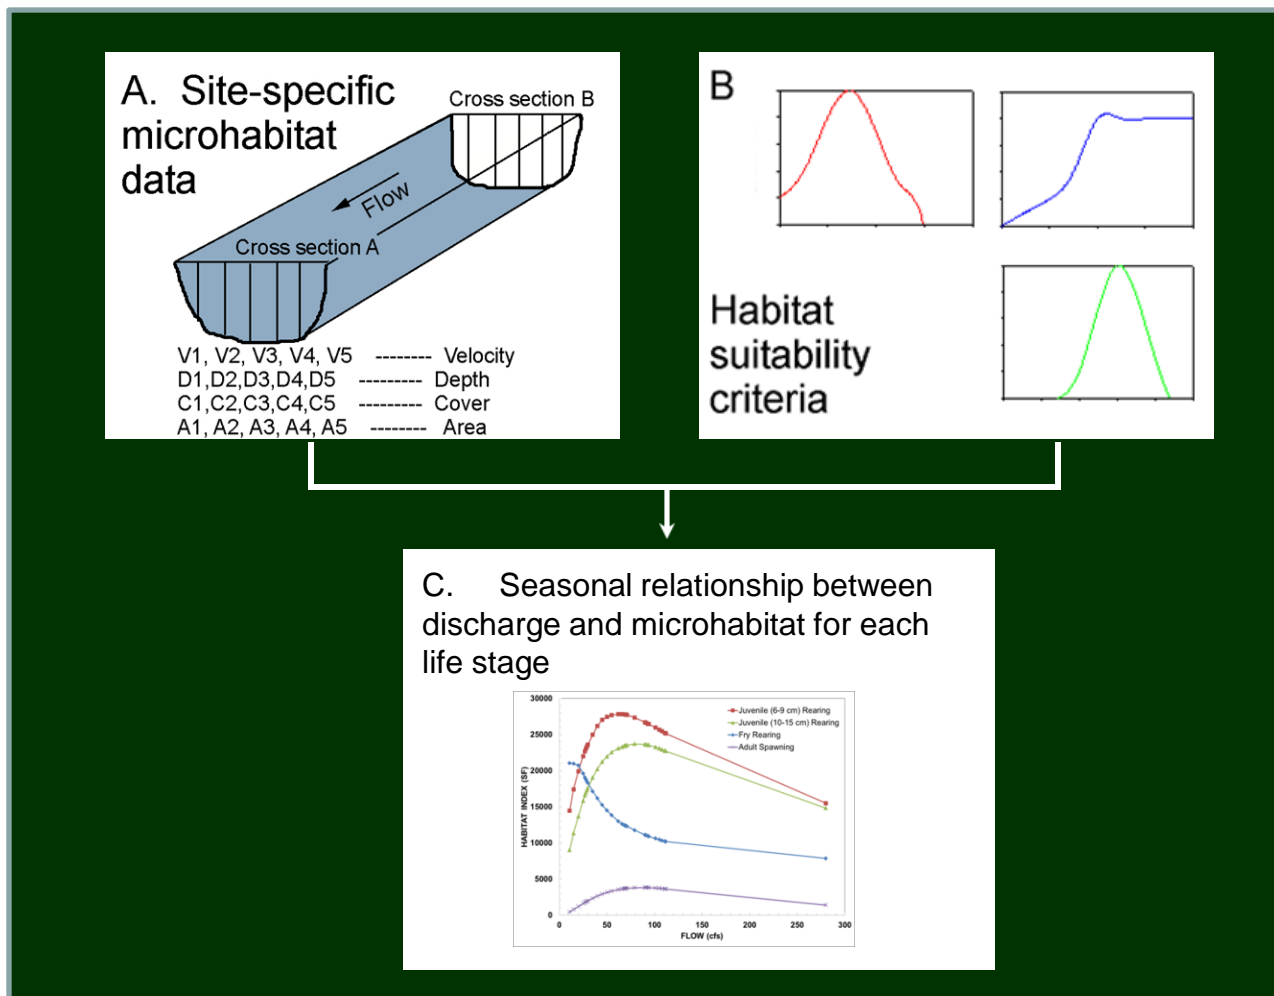 A. Site-specific
microhabitat
data
Cross section B
Flow
Cross section A
V1, V2, V3, V4, V5 -------- Velocity
D1,D2,D3,D4,D5 --------- Depth
C1,C2,C3,C4,C5 --------- Cover
A1, A2, A3, A4, A5 -------- Area
B
Habitat
suitability
criteria
C. Seasonal relationship between
discharge and microhabitat for each
life stage
30000
25000
20000
15000
10000
5000
0
HABITAT INDEX (SF)
Juvenile (6-9 cm) Rearing
Juvenile (10-15 cm) Rearing
Fry Rearing
Adult Spawning
0 50 100 150 200 250 300
FLOW (cfs)